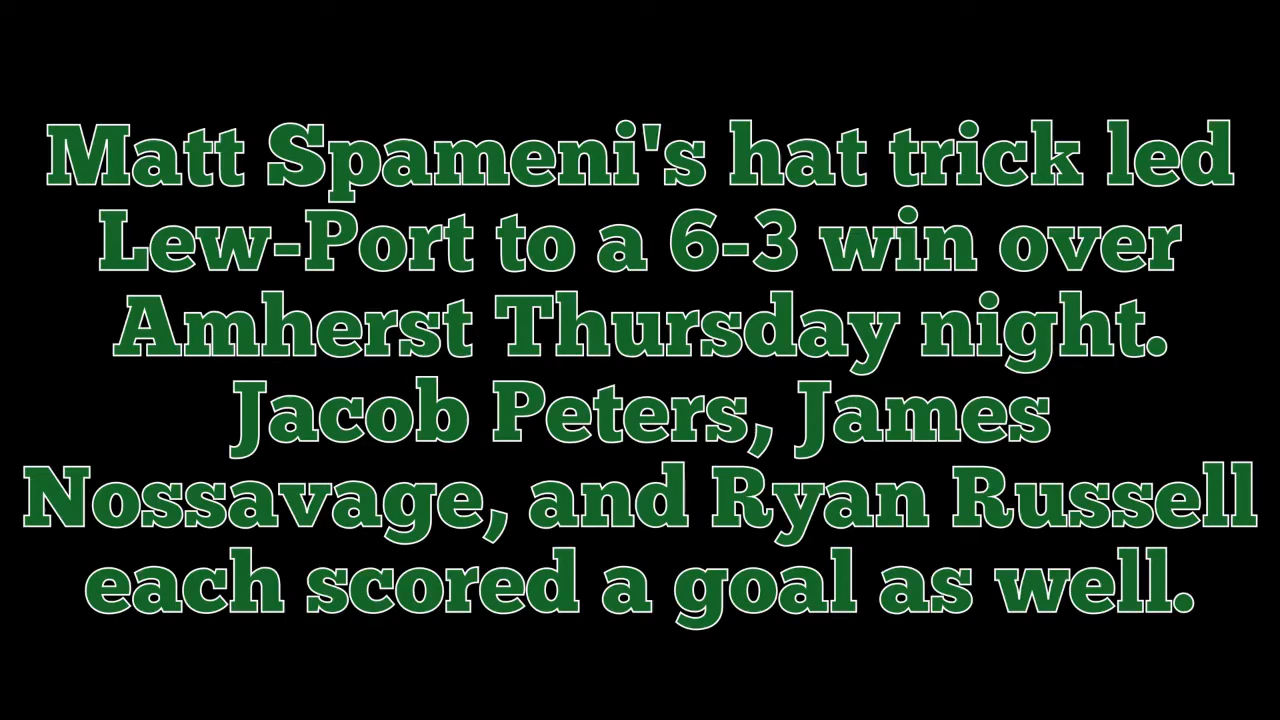 Matt Spameni's hat trick led
Lew-Port to a 6-3 win over
Amherst Thursday night.
Jacob Peters, James
Nossavage, and Ryan Russell
each scored a goal as well.